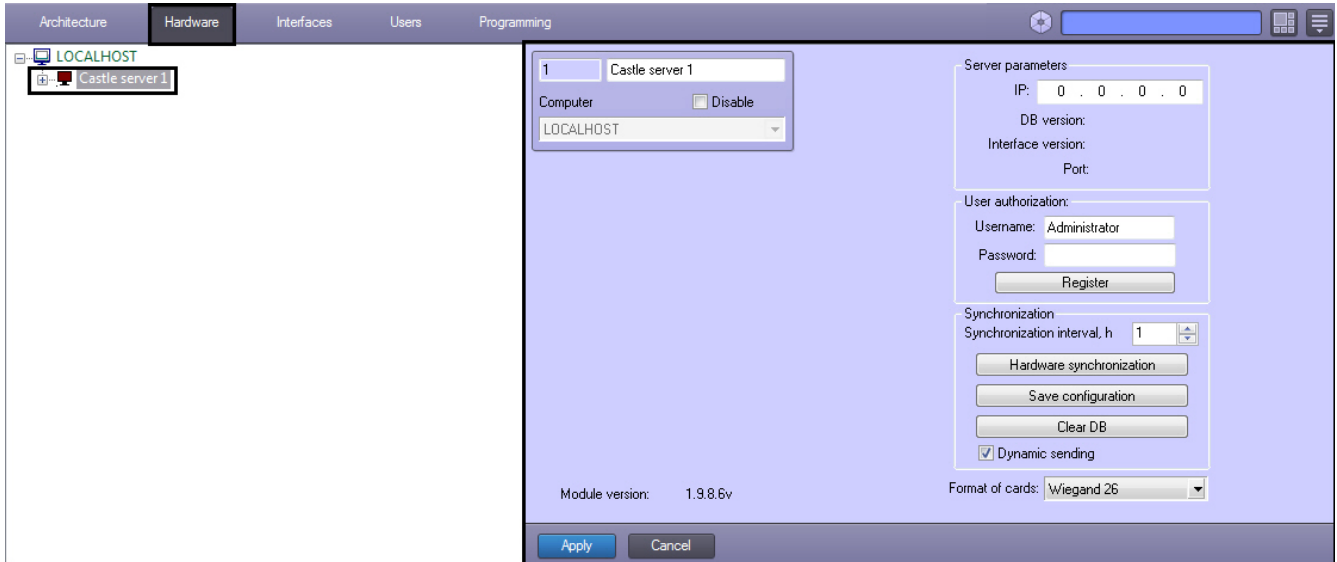 Architecture Hardware Interfaces Users Programming
LOCALHOST
Castle server 1
1 Castle server 1
Computer Disable
LOCALHOST
Module version: 1.9.8.6v
Server parameters
IP: 0 . 0 . 0 . 0
DB version:
Interface version:
Port:
User authorization:
Username: Administrator
Password:
Register
Synchronization
Synchronization interval, h 1
Hardware synchronization
Save configuration
Clear DB
Dynamic sending
Format of cards: Wiegand 26
Apply Cancel